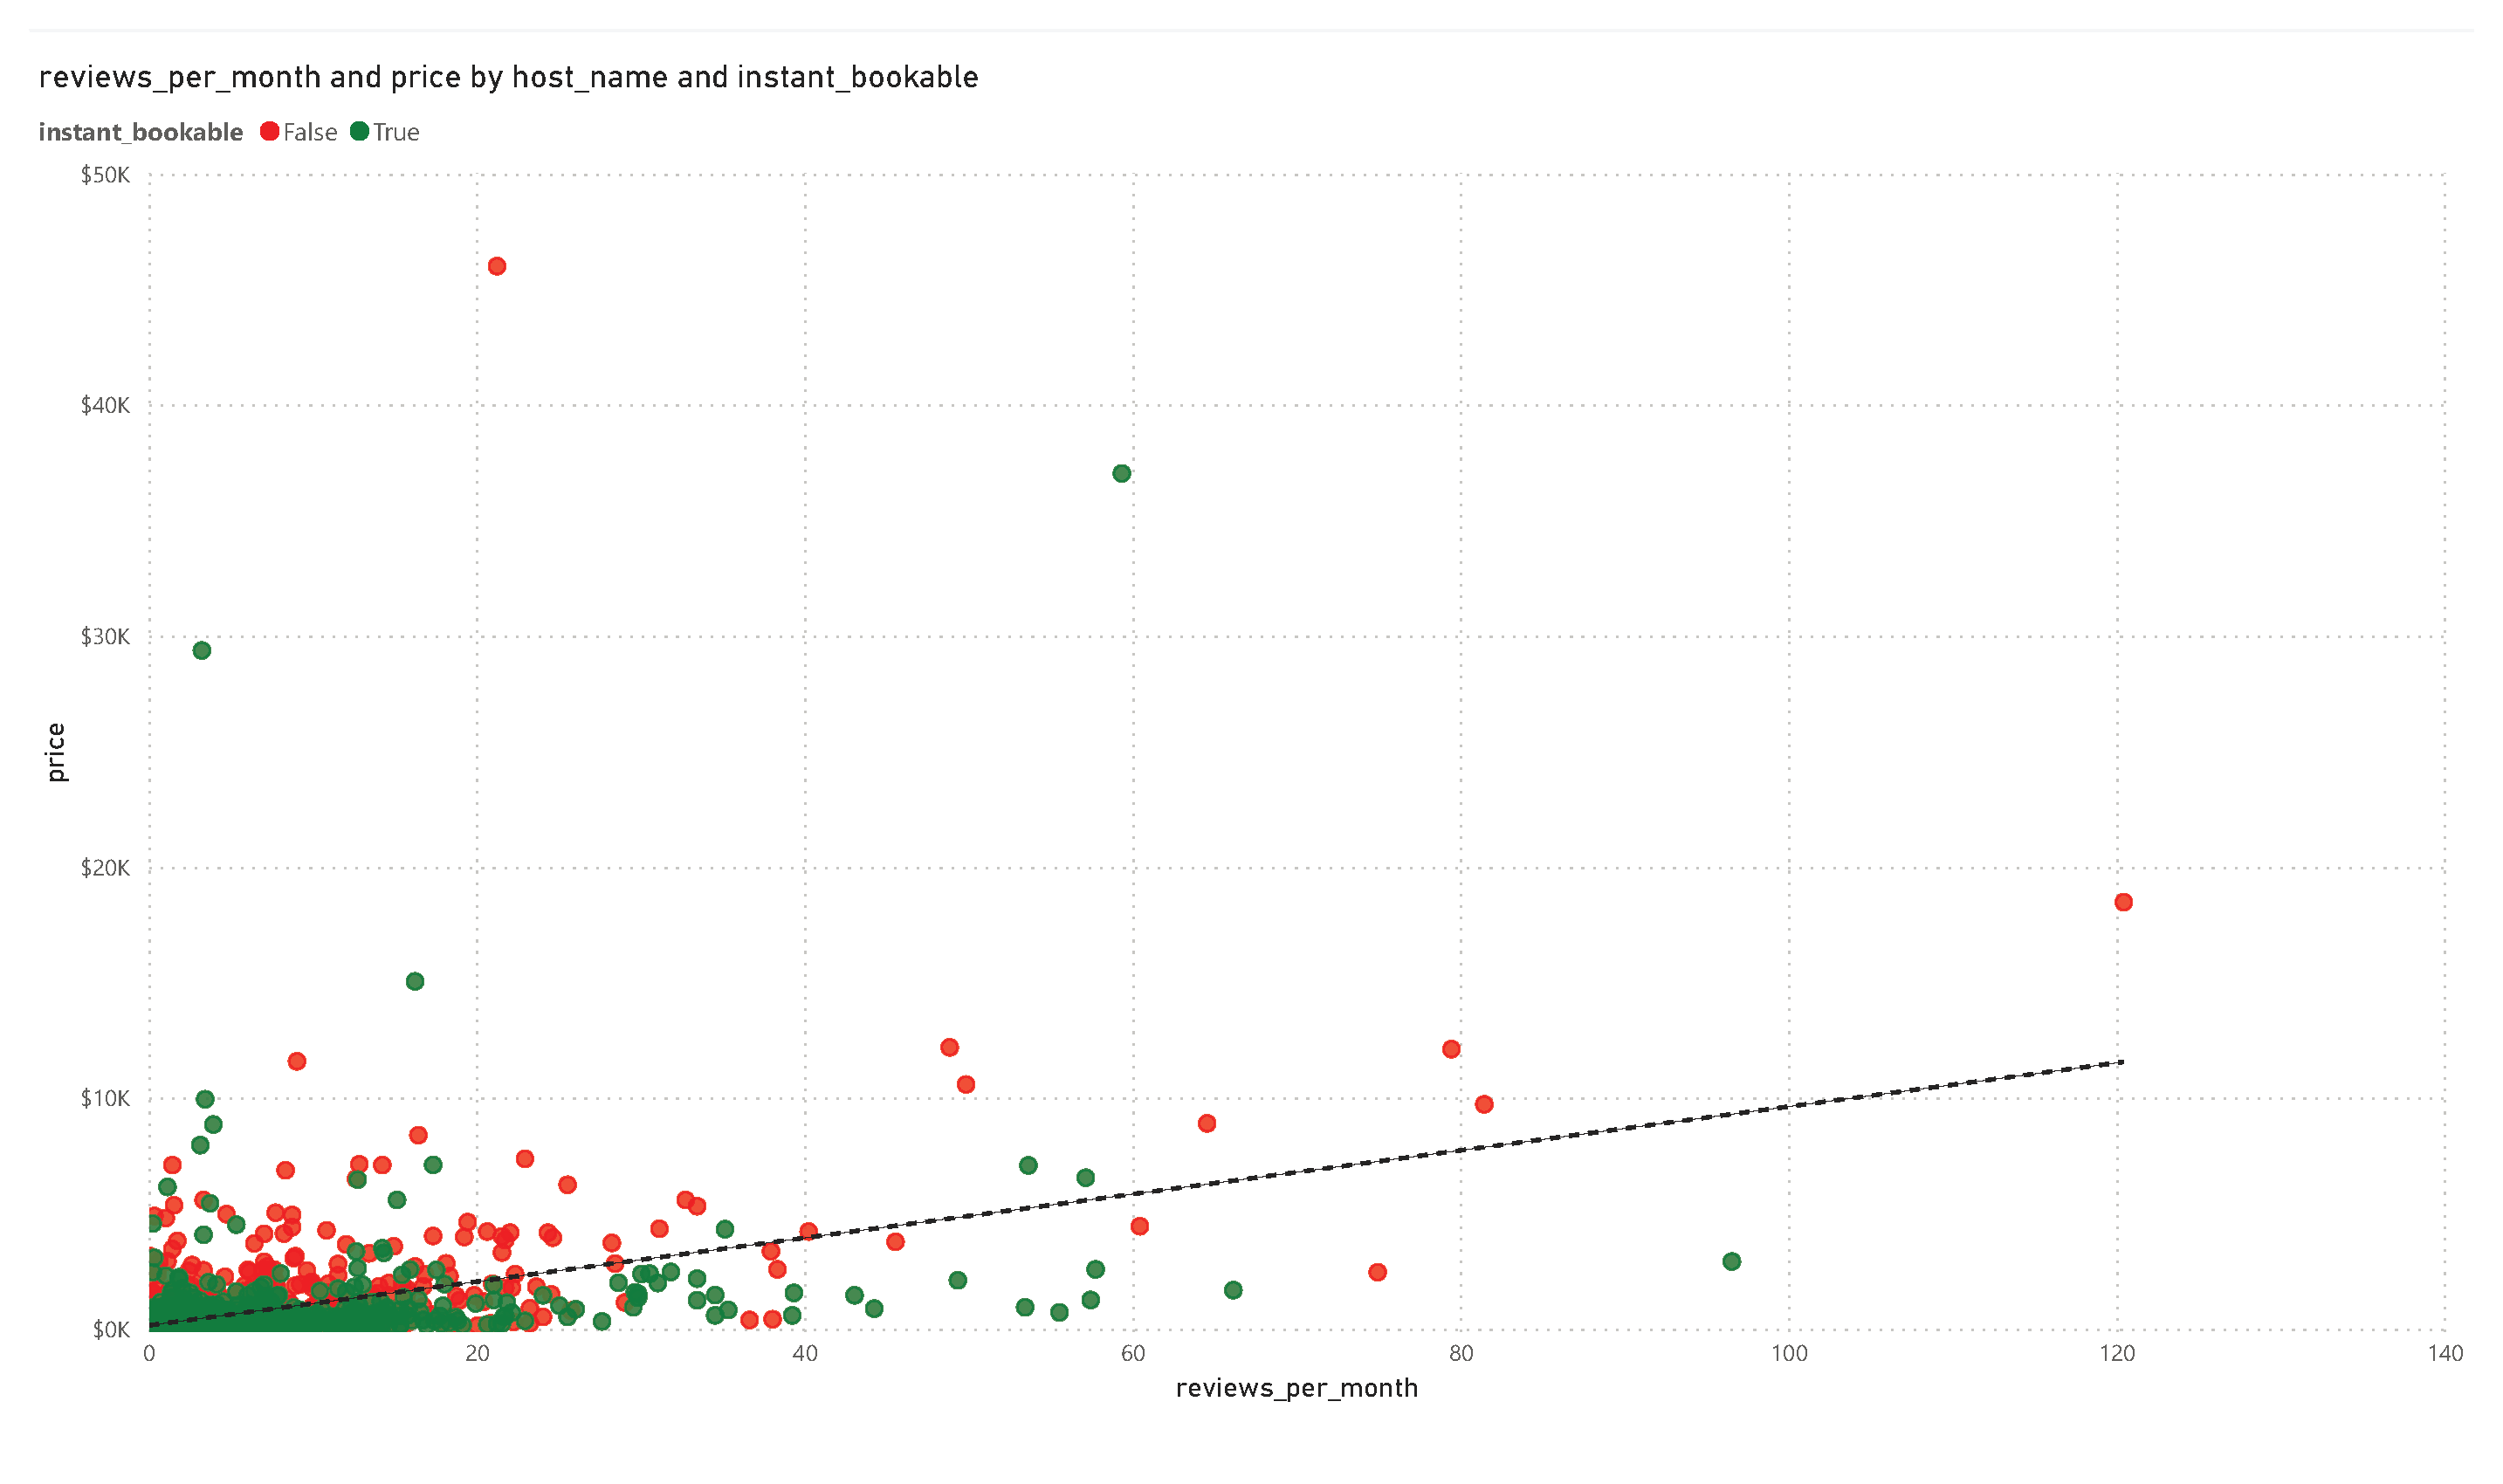 reviews_per_month and price by host_name and instant_bookable
instant_bookable False True
$50K
$40K
$30K
$20K
$10K
$0K
price
0 20 40 60 80 100 120 140
reviews_per_month